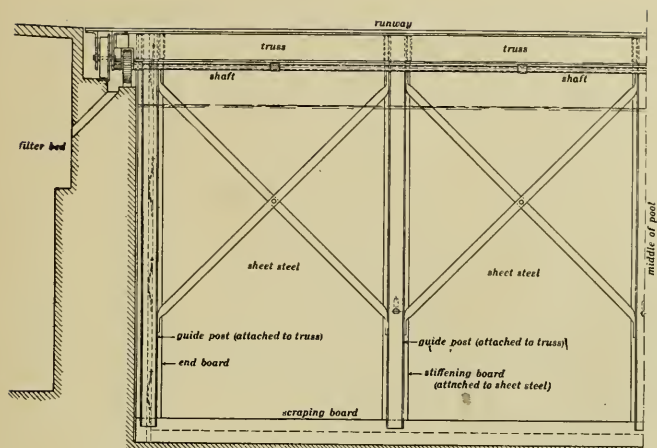 runway
truss
truss
shaft
shaft
filter bed
middle of pool
sheet steel
sheet steel
guide post (attached to truss)
guide post (attached to truss)
end board
stiffening board
(attached to sheet steel)
scraping board